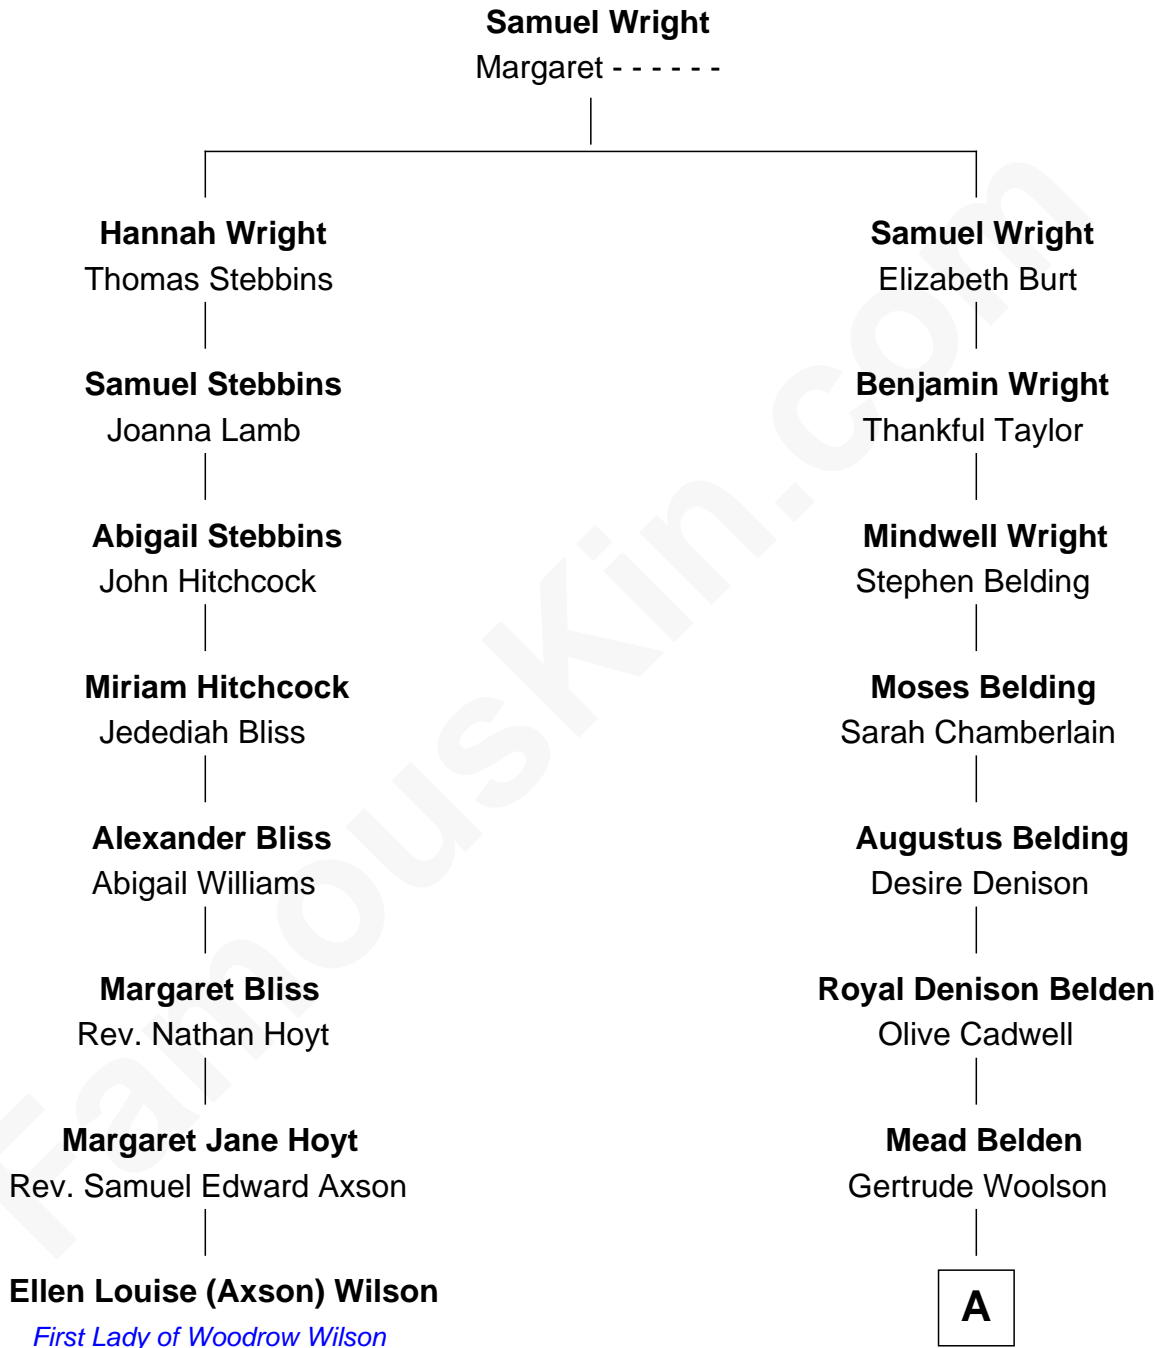 Samuel Wright
Margaret - - - - - -
Hannah Wright
Thomas Stebbins
Samuel Wright
Elizabeth Burt
Samuel Stebbins
Joanna Lamb
Benjamin Wright
Thankful Taylor
Abigail Stebbins
John Hitchcock
Mindwell Wright
Stephen Belding
Miriam Hitchcock
Jedediah Bliss
Moses Belding
Sarah Chamberlain
Alexander Bliss
Abigail Williams
Augustus Belding
Desire Denison
Margaret Bliss
Rev. Nathan Hoyt
Royal Denison Belden
Olive Cadwell
Margaret Jane Hoyt
Rev. Samuel Edward Axson
Mead Belden
Gertrude Woolson
Ellen Louise (Axson) Wilson
First Lady of Woodrow Wilson
A
FamousKin.com